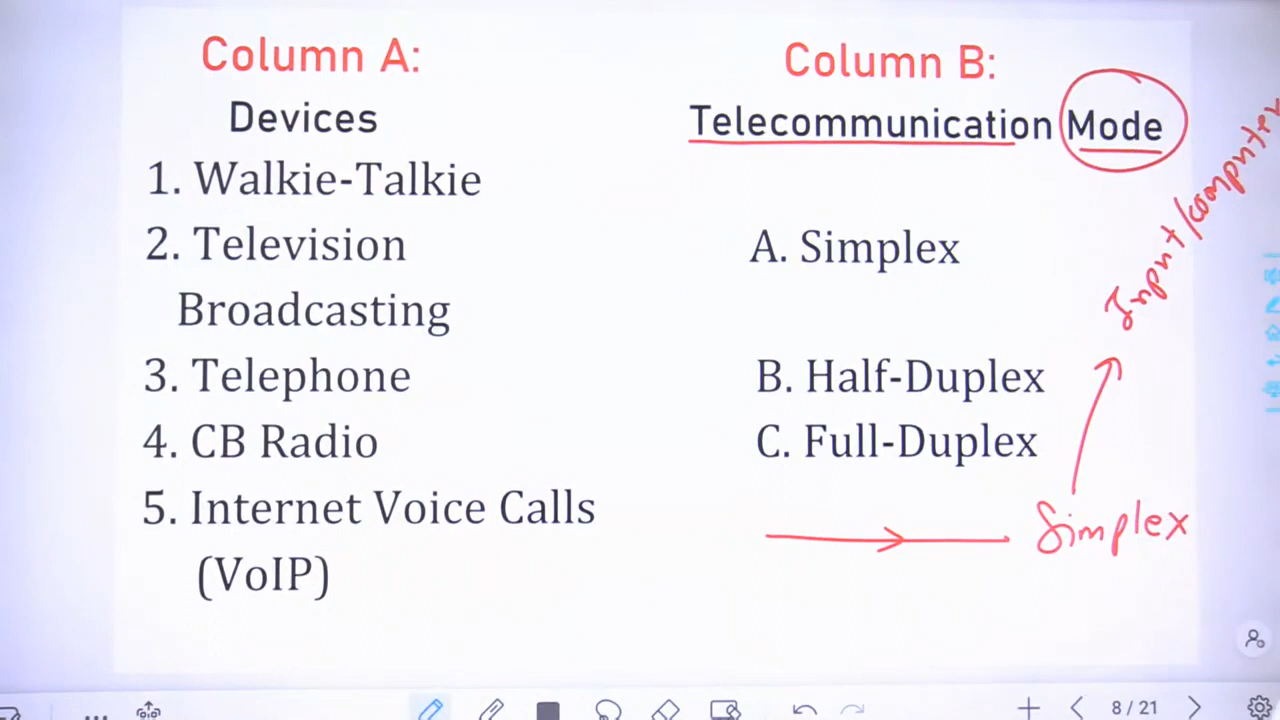 Column A:
Devices
1. Walkie-Talkie
2. Television
Broadcasting
3. Telephone
4. CB Radio
5. Internet Voice Calls
(VoIP)
Column B:
Telecommunication Mode
A. Simplex
B. Half-Duplex
C. Full-Duplex
Simplex
Input/computer
8 / 21